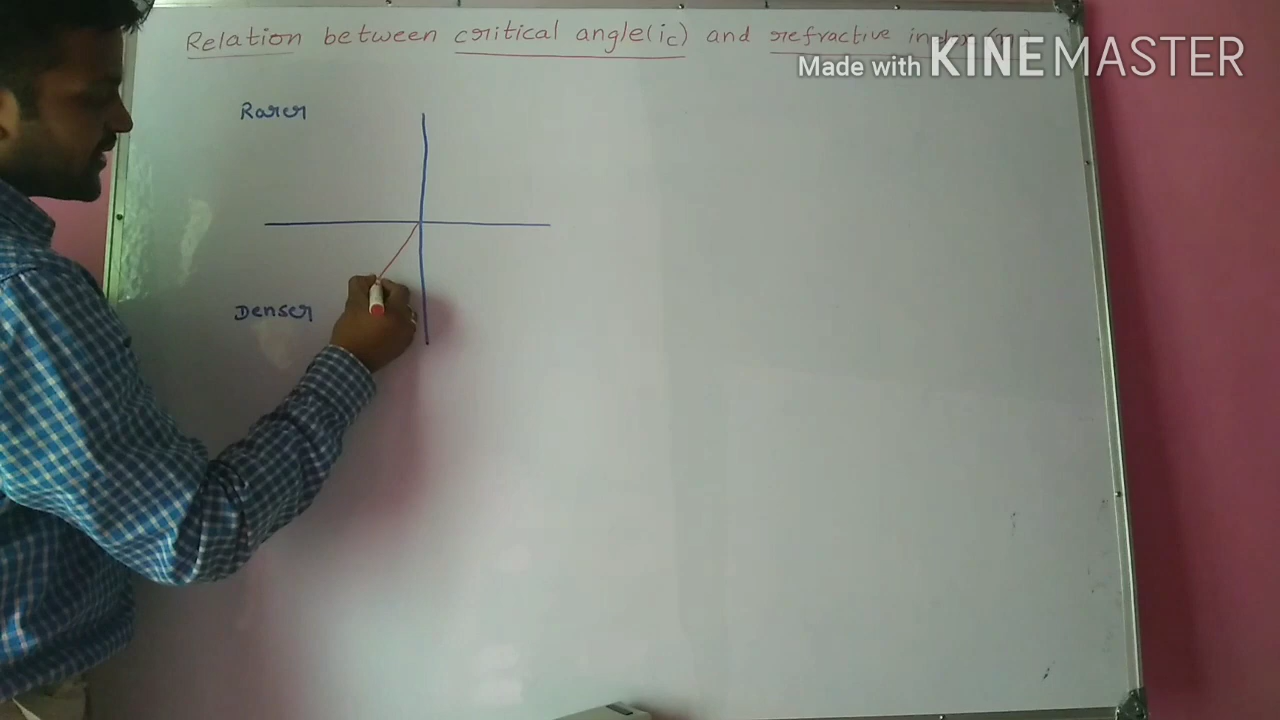 Relation between critical angle(ic) and refractive
Made with KINEMASTER
Rarer
Denser